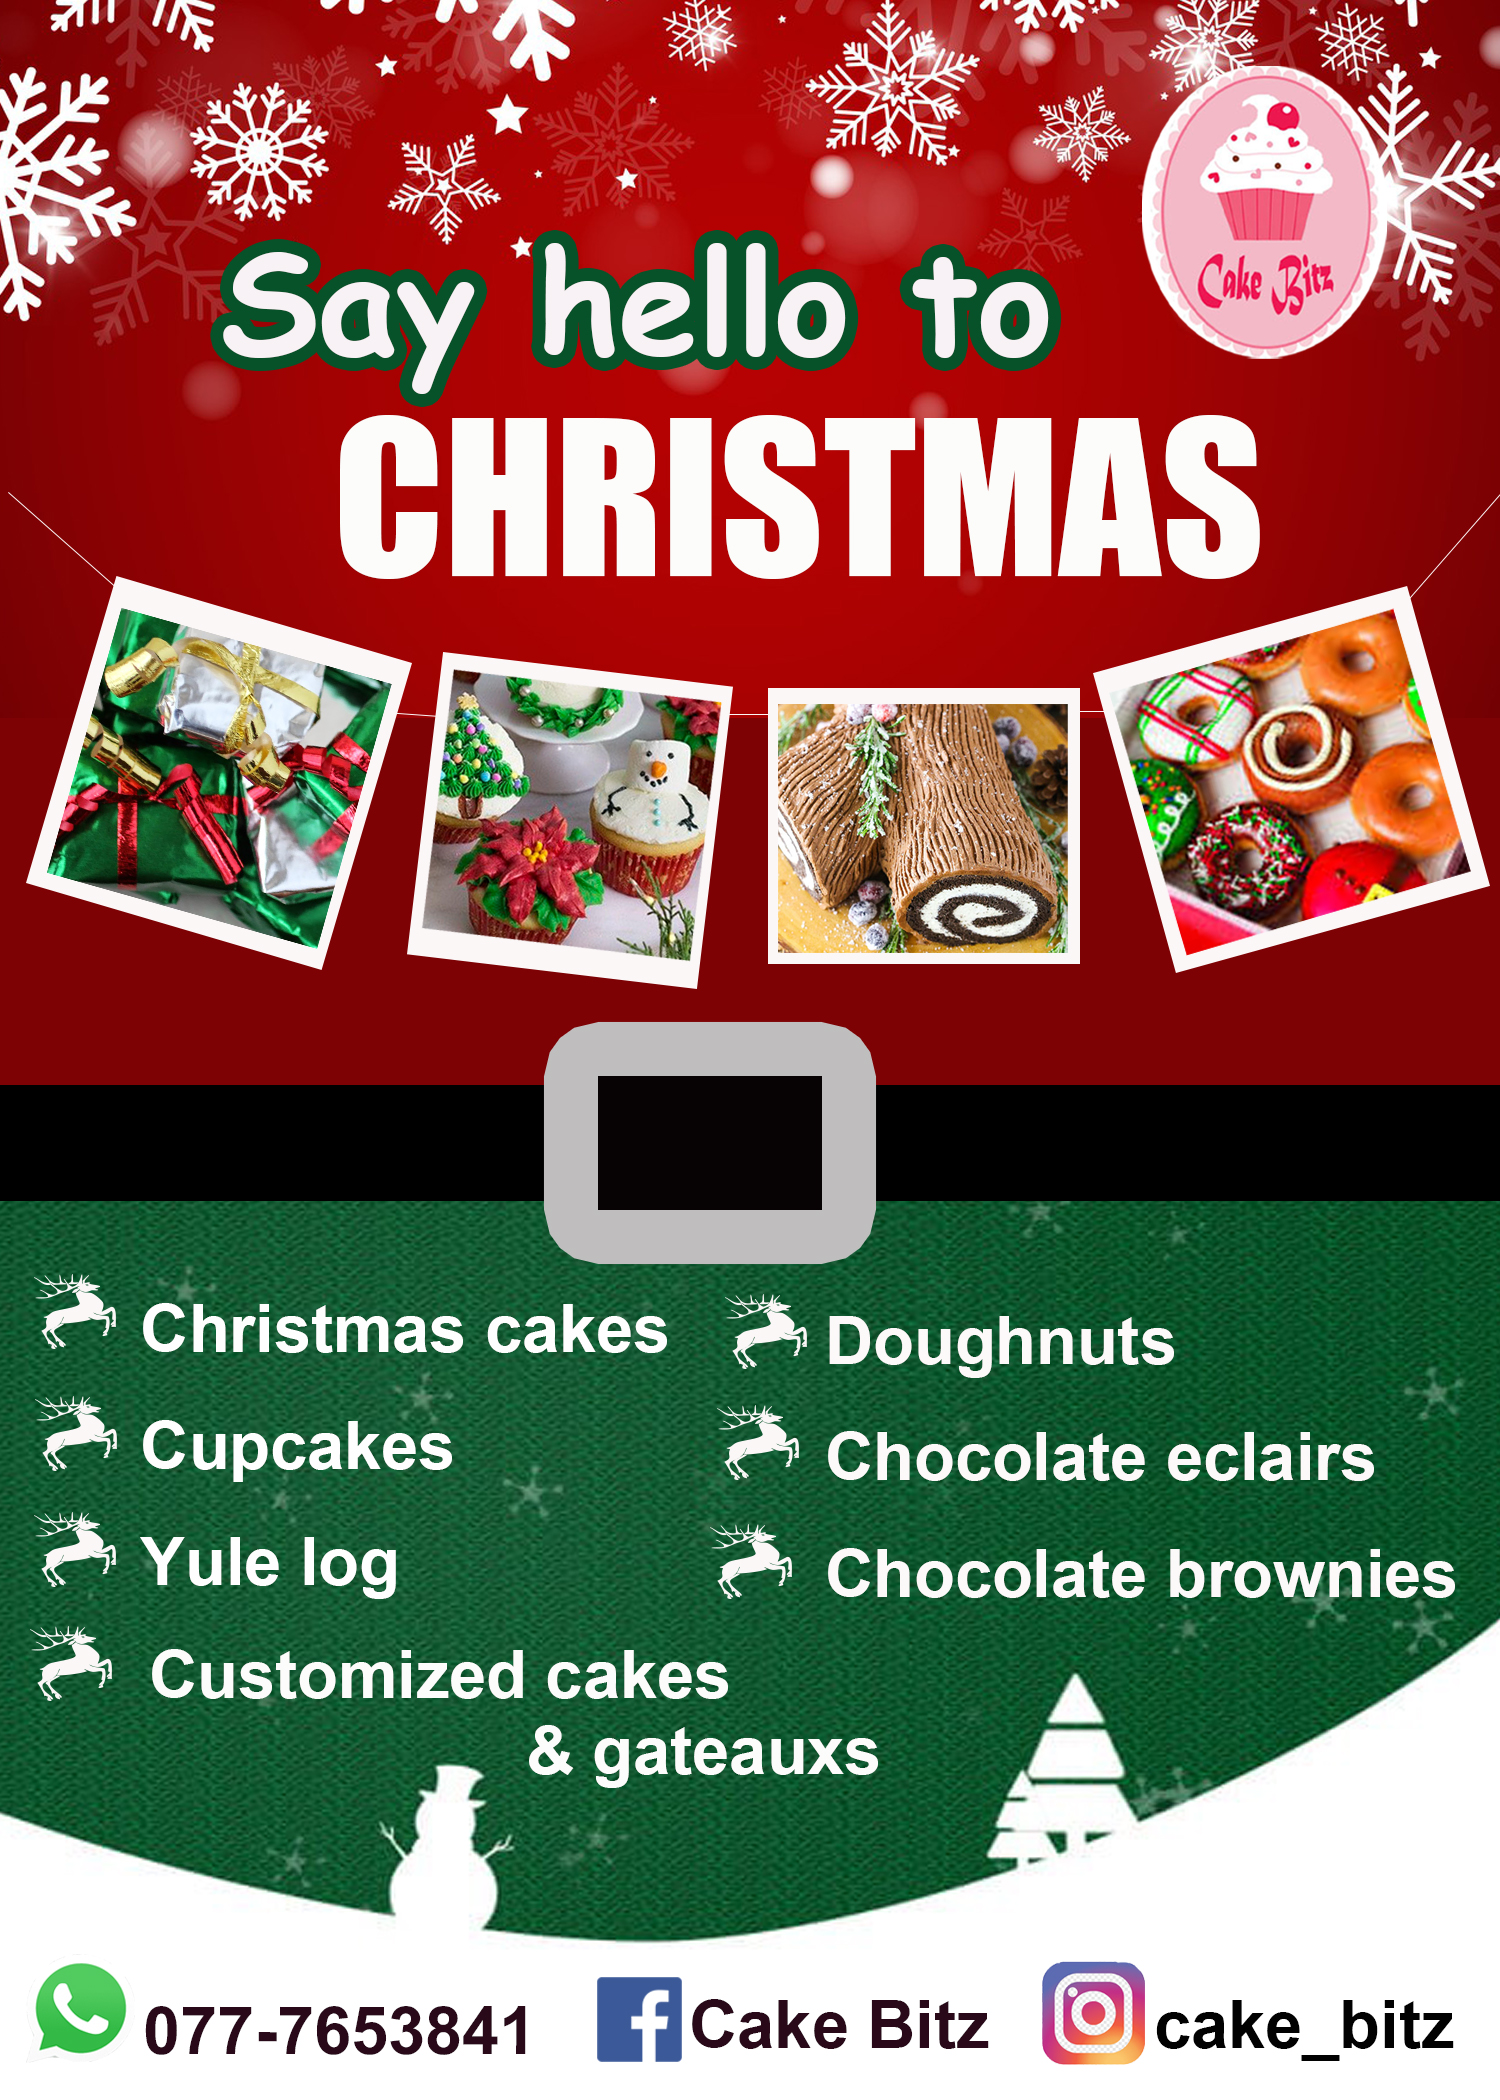 Cake Bitz
Say hello to
CHRISTMAS
Christmas cakes
Cupcakes
Yule log
Customized cakes
& gateauxs
Doughnuts
Chocolate eclairs
Chocolate brownies
077-7653841
Cake Bitz
cake_bitz